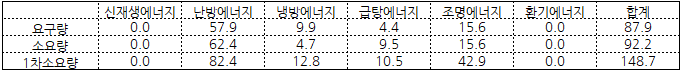 신재생에너지 난방에너지 냉방에너지 급탕에너지 조명에너지 환기에너지 합계
요구량 0.0 57.9 9.9 4.4 15.6 0.0 87.9
소요량 0.0 62.4 4.7 9.5 15.6 0.0 92.2
1차소요량 0.0 82.4 12.8 10.5 42.9 0.0 148.7